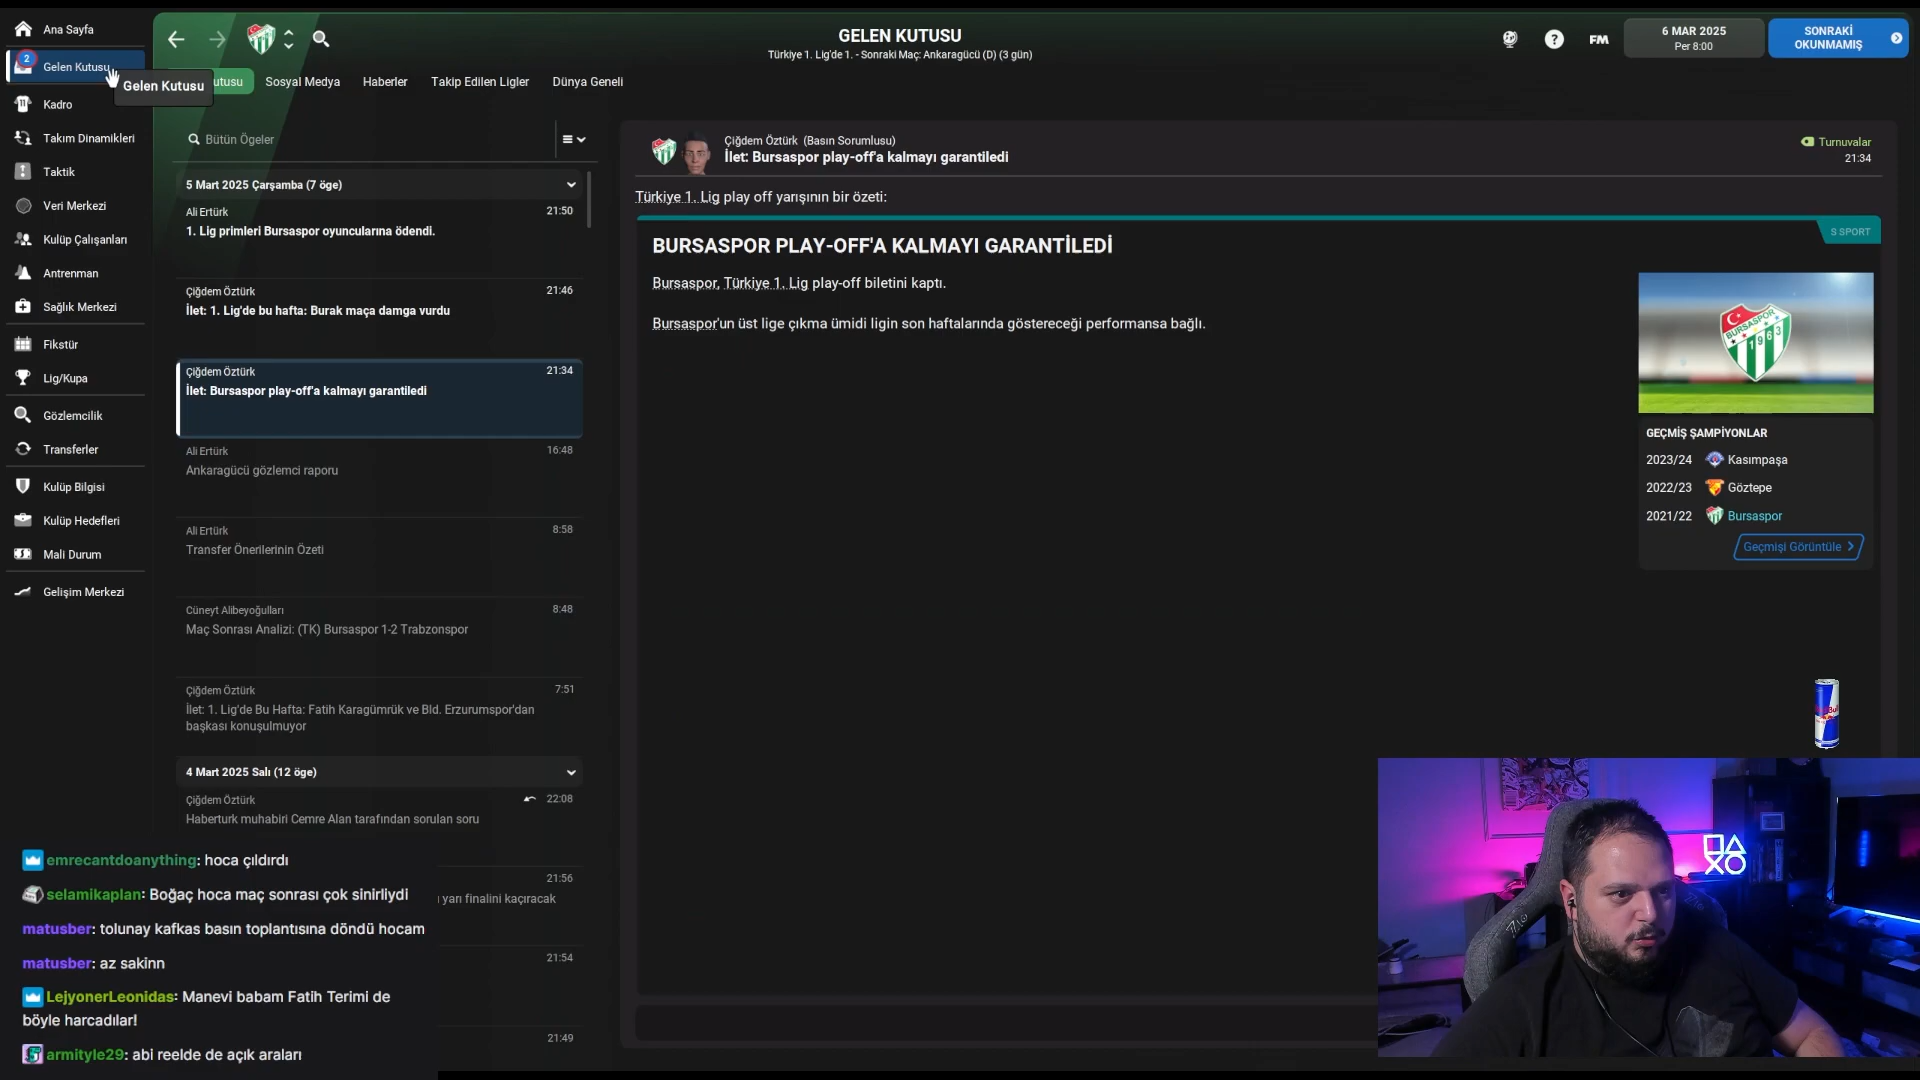 Ana Sayfa
2
Gelen Kutusu
Gelen Kutusu
Kadro
Takım Dinamikleri
Taktik
Veri Merkezi
Kulüp Çalışanları
Antrenman
Sağlık Merkezi
Fikstür
Lig/Kupa
Gözlemcilik
Transferler
Kulüp Bilgisi
Kulüp Hedefleri
Mali Durum
Gelişim Merkezi
GELEN KUTUSU
Türkiye 1. Lig'de 1. - Sonraki Maç: Ankaragücü (D) (3 gün)
FM
6 MAR 2025
Per 8:00
SONRAKİ
OKUNMAMIŞ
utusu
Sosyal Medya
Haberler
Takip Edilen Ligler
Dünya Geneli
Bütün Ögeler
5 Mart 2025 Çarşamba (7 öge)
Ali Ertürk 21:50
1. Lig primleri Bursaspor oyuncularına ödendi.
Çiğdem Öztürk 21:46
İlet: 1. Lig'de bu hafta: Burak maça damga vurdu
Çiğdem Öztürk 21:34
İlet: Bursaspor play-off'a kalmayı garantiledi
Ali Ertürk 16:48
Ankaragücü gözlemci raporu
Ali Ertürk 8:58
Transfer Önerilerinin Özeti
Cüneyt Alibeyoğulları 8:48
Maç Sonrası Analizi: (TK) Bursaspor 1-2 Trabzonspor
Çiğdem Öztürk 7:51
İlet: 1. Lig'de Bu Hafta: Fatih Karagümrük ve Bld. Erzurumspor'dan
başkası konuşulmuyor
4 Mart 2025 Salı (12 öge)
Çiğdem Öztürk 22:08
Haberturk muhabiri Cemre Alan tarafından sorulan soru
21:56
yarı finalini kaçıracak
21:54
21:49
Çiğdem Öztürk (Basın Sorumlusu)
İlet: Bursaspor play-off'a kalmayı garantiledi
Turnuvalar
21:34
Türkiye 1. Lig play off yarışının bir özeti:
S SPORT
BURSASPOR PLAY-OFF'A KALMAYI GARANTİLEDİ
Bursaspor, Türkiye 1. Lig play-off biletini kaptı.
Bursaspor'un üst lige çıkma ümidi ligin son haftalarında göstereceği performansa bağlı.
BURSASPOR
1963
GEÇMİŞ ŞAMPİYONLAR
2023/24 Kasımpaşa
2022/23 Göztepe
2021/22 Bursaspor
Geçmişi Görüntüle
emrecantdoanything: hoca çıldırdı
selamikaplan: Boğaç hoca maç sonrası çok sinirliydi
matusber: tolunay kafkas basın toplantısına döndü hocam
matusber: az sakinn
LejyonerLeonidas: Manevi babam Fatih Terimi de
böyle harcadılar!
armityle29: abi reelde de açık araları